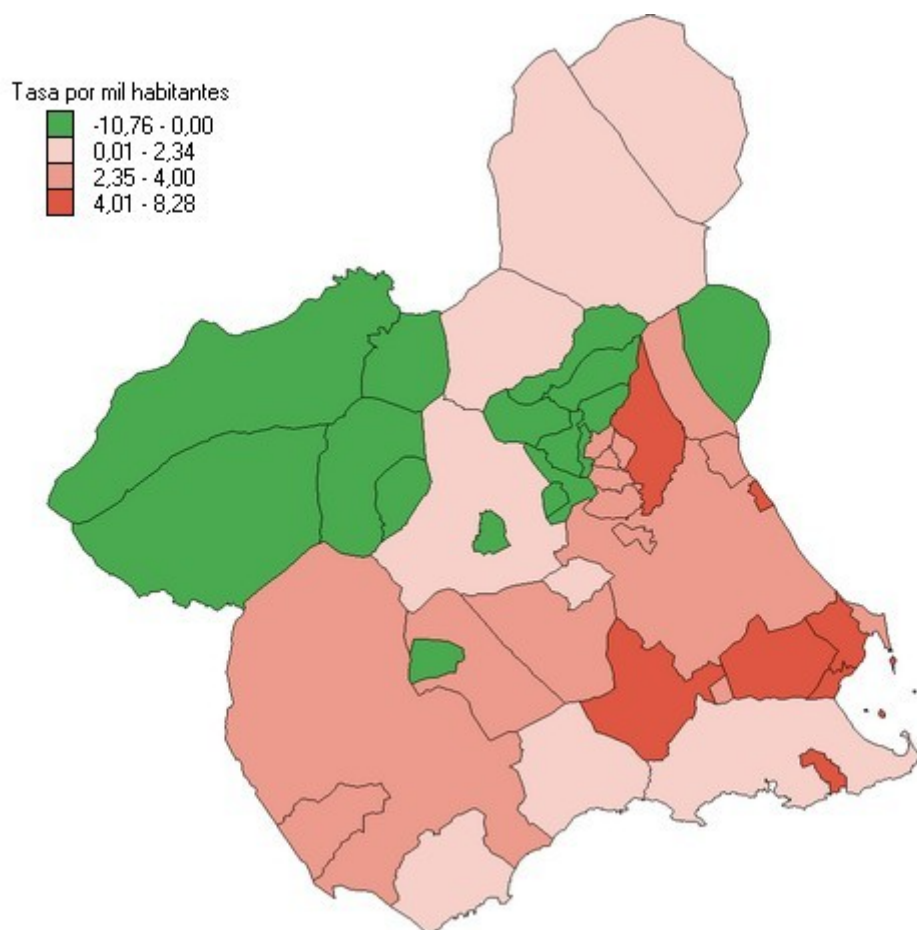 Tasa por mil habitantes
-10,76 - 0,00
0,01 - 2,34
2,35 - 4,00
4,01 - 8,28